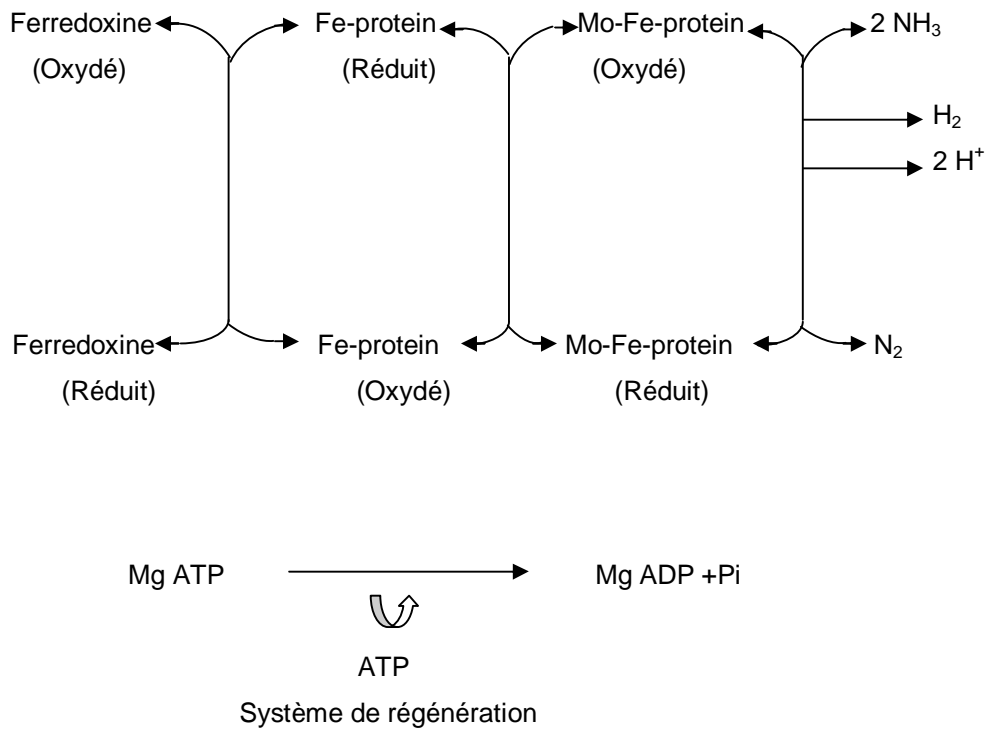 Ferredoxine Fe-protein Mo-Fe-protein 2 NH₃
(Oxydé) (Réduit) (Oxydé)
H₂
2 H⁺
Ferredoxine Fe-protein Mo-Fe-protein N₂
(Réduit) (Oxydé) (Réduit)
Mg ATP Mg ADP +Pi
ATP
Système de régénération